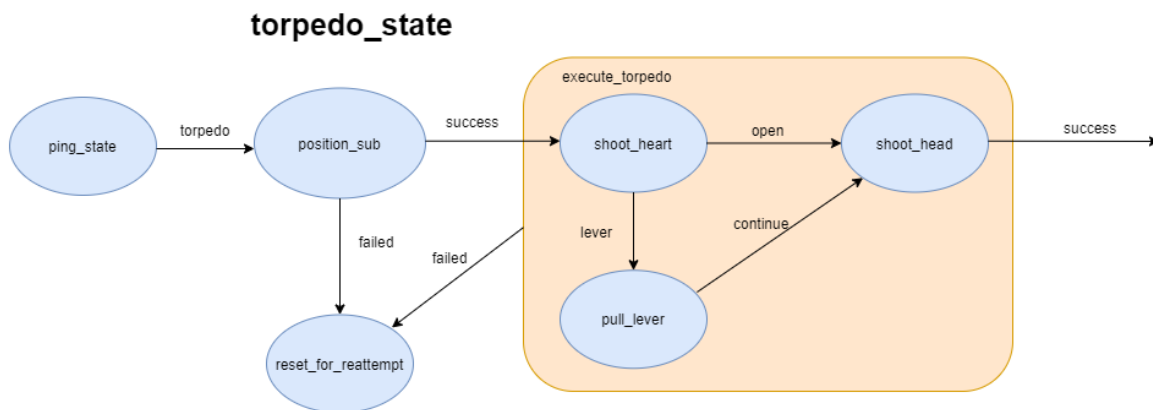 torpedo_state
execute_torpedo
ping_state
torpedo
position_sub
success
shoot_heart
open
shoot_head
success
failed
failed
lever
continue
reset_for_reattempt
pull_lever